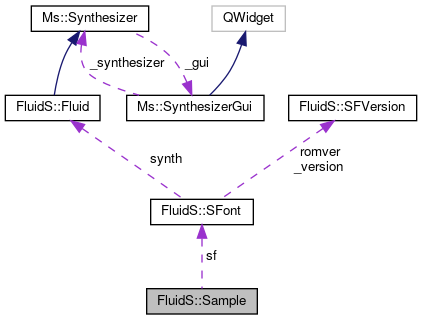 Ms::Synthesizer
QWidget
_synthesizer
_gui
FluidS::Fluid
Ms::SynthesizerGui
FluidS::SFVersion
synth
romver
_version
FluidS::SFont
sf
FluidS::Sample